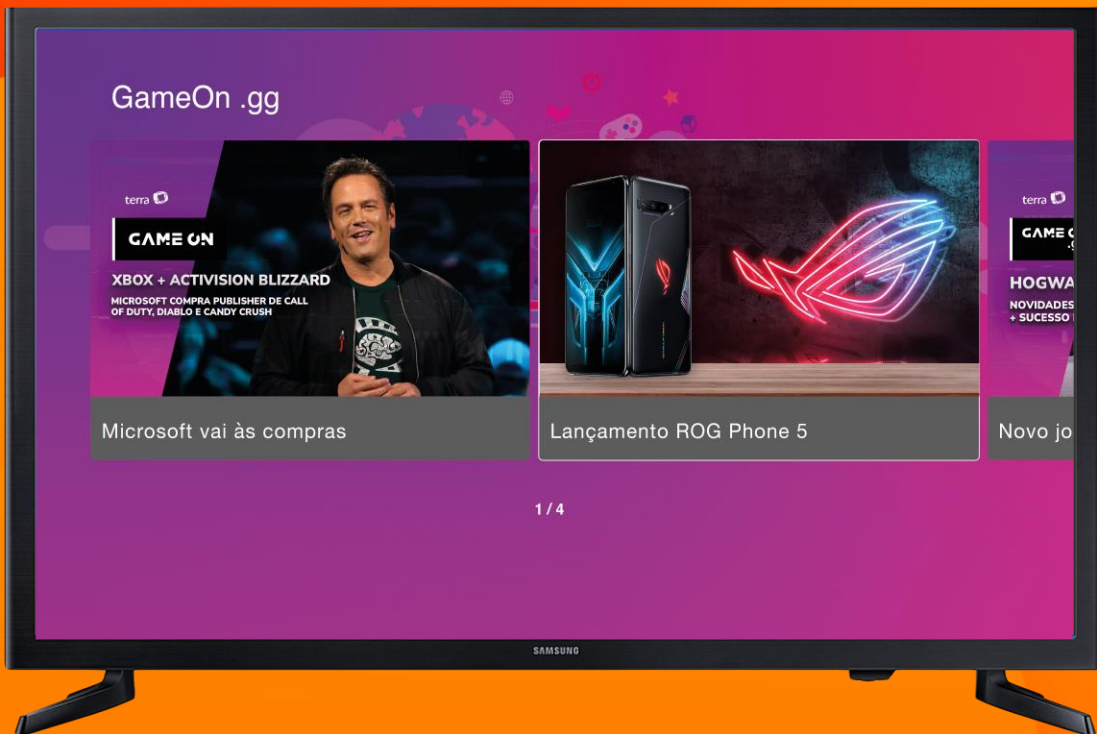 GameOn .gg
terra
GAME ON
XBOX + ACTIVISION BLIZZARD
MICROSOFT COMPRA PUBLISHER DE CALL
OF DUTY, DIABLO E CANDY CRUSH
Microsoft vai às compras
Lançamento ROG Phone 5
terra
GAME
.g
HOGWA
NOVIDADES
+ SUCESSO
Novo jo
1 / 4
SAMSUNG